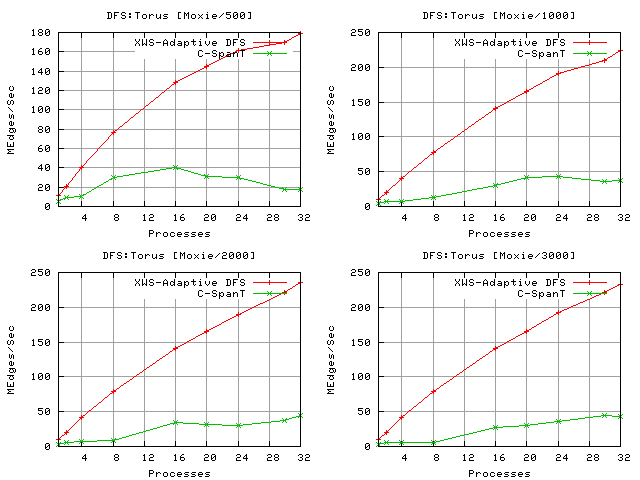 DFS:Torus [Moxie/500]
180
160
140
120
100
80
60
40
20
0
MEdges/Sec
XWS-Adaptive DFS
C-SpanT
4 8 12 16 20 24 28 32
Processes
DFS:Torus [Moxie/1000]
250
200
150
100
50
0
MEdges/Sec
XWS-Adaptive DFS
C-SpanT
4 8 12 16 20 24 28 32
Processes
DFS:Torus [Moxie/2000]
250
200
150
100
50
0
MEdges/Sec
XWS-Adaptive DFS
C-SpanT
4 8 12 16 20 24 28 32
Processes
DFS:Torus [Moxie/3000]
250
200
150
100
50
0
MEdges/Sec
XWS-Adaptive DFS
C-SpanT
4 8 12 16 20 24 28 32
Processes